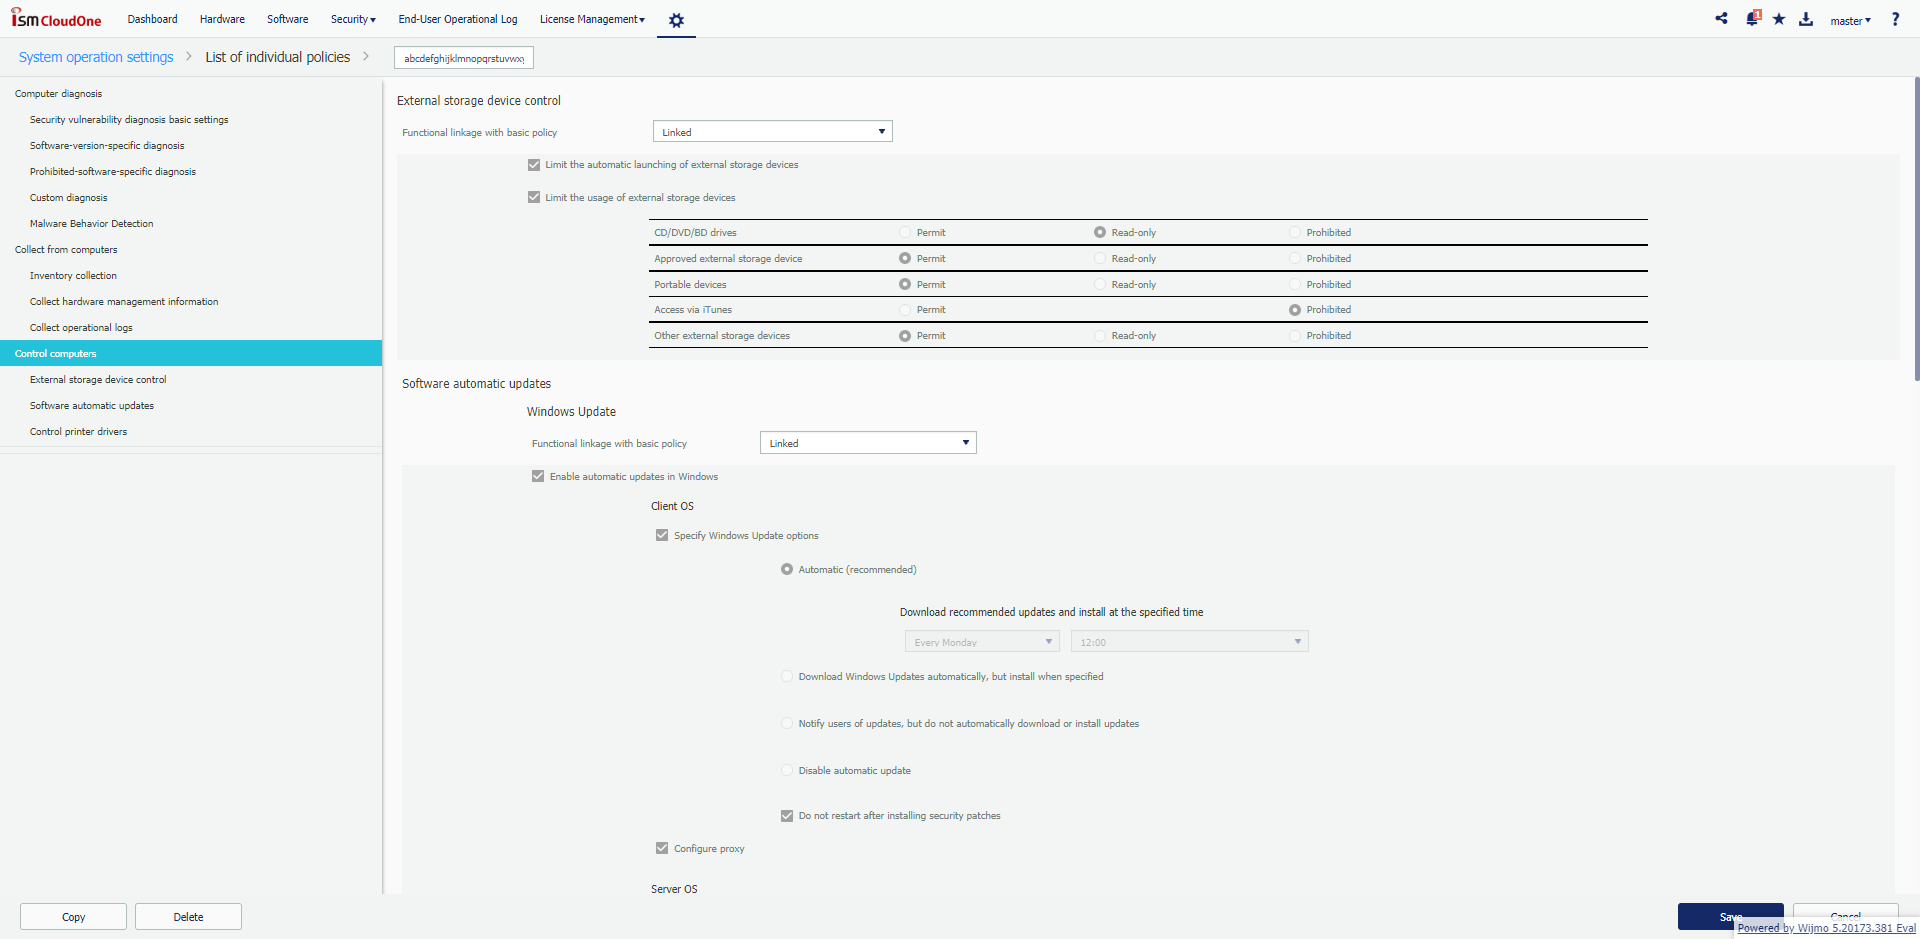 ism CloudOne
Dashboard Hardware Software Security End-User Operational Log License Management
1
master
?
System operation settings > List of individual policies >
abcdefghijklmnopqrstuvwxy
Computer diagnosis
Security vulnerability diagnosis basic settings
Software-version-specific diagnosis
Prohibited-software-specific diagnosis
Custom diagnosis
Malware Behavior Detection
Collect from computers
Inventory collection
Collect hardware management information
Collect operational logs
Control computers
External storage device control
Software automatic updates
Control printer drivers
External storage device control
Functional linkage with basic policy Linked
Limit the automatic launching of external storage devices
Limit the usage of external storage devices
CD/DVD/BD drives Permit Read-only Prohibited
Approved external storage device Permit Read-only Prohibited
Portable devices Permit Read-only Prohibited
Access via iTunes Permit Prohibited
Other external storage devices Permit Read-only Prohibited
Software automatic updates
Windows Update
Functional linkage with basic policy Linked
Enable automatic updates in Windows
Client OS
Specify Windows Update options
Automatic (recommended)
Download recommended updates and install at the specified time
Every Monday 12:00
Download Windows Updates automatically, but install when specified
Notify users of updates, but do not automatically download or install updates
Disable automatic update
Do not restart after installing security patches
Configure proxy
Server OS
Copy Delete Save Cancel
Powered by Wijmo 5.20173.381 Eval